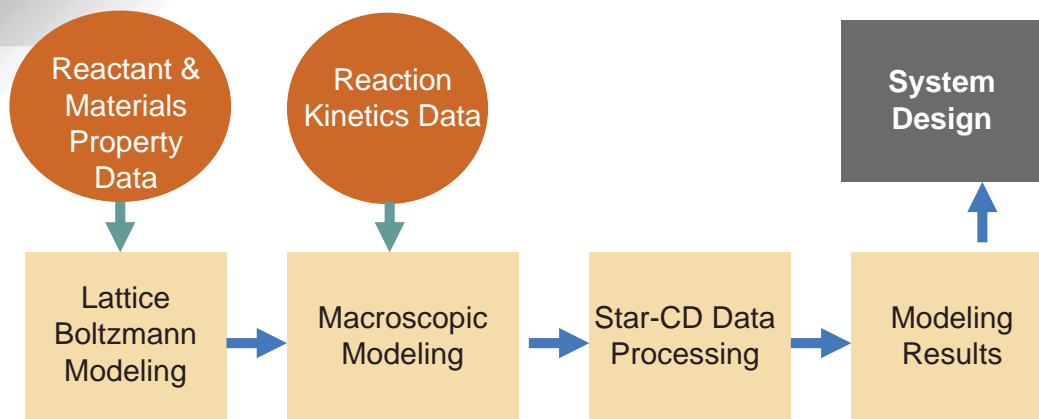 Reactant &
Materials
Property
Data
Reaction
Kinetics Data
System
Design
Lattice
Boltzmann
Modeling
Macroscopic
Modeling
Star-CD Data
Processing
Modeling
Results